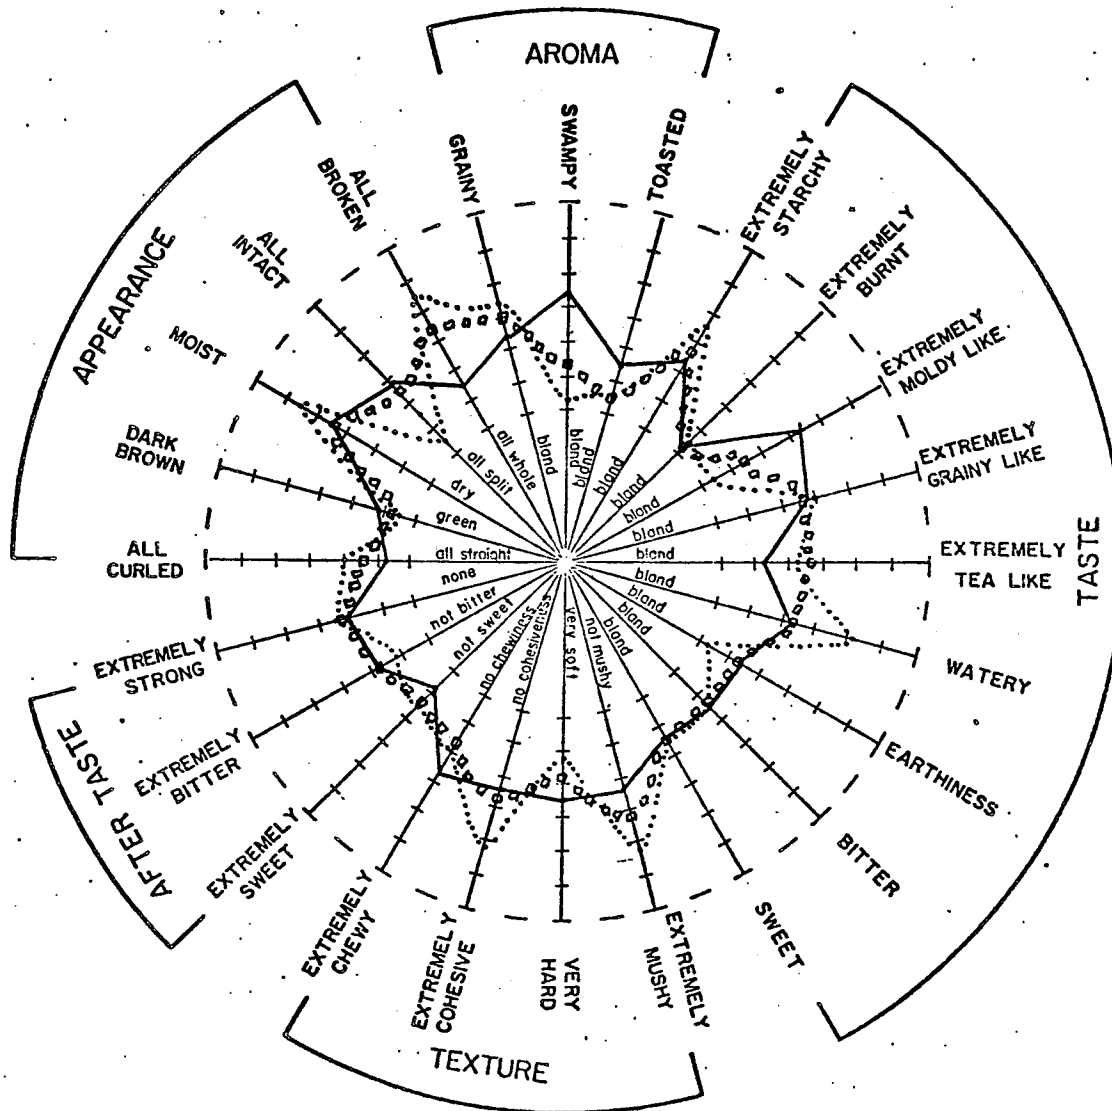 AROMA
SWAMPY
TOASTED
EXTREMELY
STARCHY
EXTREMELY
BURNT
EXTREMELY
MOLDY LIKE
EXTREMELY
GRAINY LIKE
EXTREMELY
TEA LIKE
WATERY
EARTHINESS
BITTER
SWEET
TASTE
EXTREMELY
MUSHY
VERY
HARD
EXTREMELY
COHESIVE
EXTREMELY
CHEWY
TEXTURE
EXTREMELY
SWEET
EXTREMELY
BITTER
AFTER TASTE
EXTREMELY
STRONG
ALL
CURLED
DARK
BROWN
MOIST
ALL
INTACT
ALL
BROKEN
APPEARANCE
GRAINY
bland
bland
bland
bland
bland
bland
bland
bland
bland
bland
bland
bland
not mushy
very soft
no cohesiveness
no chewiness
not sweet
not bitter
none
all straight
green
dry
all split
all whole